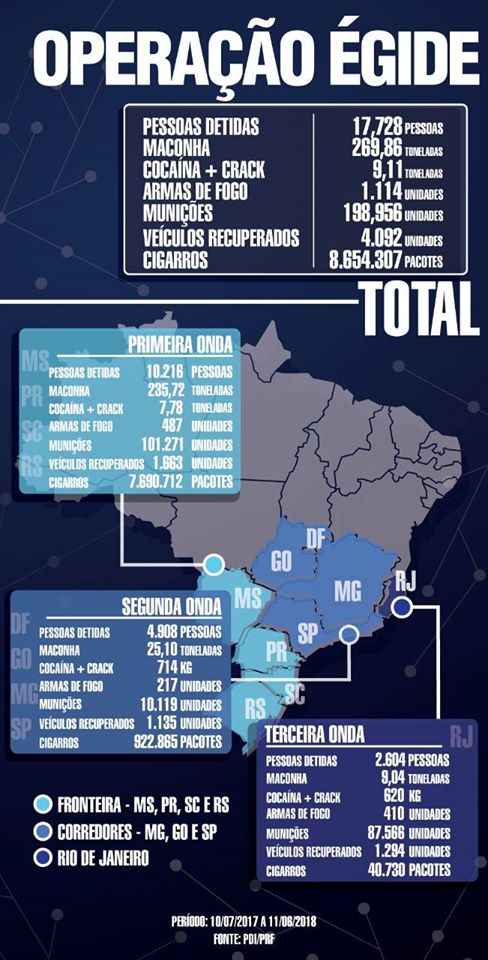 OPERAÇÃO ÉGIDE
PESSOAS DETIDAS 17,728 PESSOAS
MACONHA 269,86 TONELADAS
COCAÍNA + CRACK 9,11 TONELADAS
ARMAS DE FOGO 1.114 UNIDADES
MUNIÇÕES 198,956 UNIDADES
VEÍCULOS RECUPERADOS 4.092 UNIDADES
CIGARROS 8.654.307 PACOTES
TOTAL
MS
PR
SC
RS
PRIMEIRA ONDA
PESSOAS DETIDAS 10.216 PESSOAS
MACONHA 235,72 TONELADAS
COCAÍNA + CRACK 7,78 TONELADAS
ARMAS DE FOGO 487 UNIDADES
MUNIÇÕES 101.271 UNIDADES
VEÍCULOS RECUPERADOS 1.663 UNIDADES
CIGARROS 7.690.712 PACOTES
DF
GO
MG
RJ
MS
SP
PR
SC
RS
DF
GO
MG
SP
SEGUNDA ONDA
PESSOAS DETIDAS 4.908 PESSOAS
MACONHA 25,10 TONELADAS
COCAÍNA + CRACK 714 KG
ARMAS DE FOGO 217 UNIDADES
MUNIÇÕES 10.119 UNIDADES
VEÍCULOS RECUPERADOS 1.135 UNIDADES
CIGARROS 922.865 PACOTES
TERCEIRA ONDA RJ
PESSOAS DETIDAS 2.604 PESSOAS
MACONHA 9,04 TONELADAS
COCAÍNA + CRACK 620 KG
ARMAS DE FOGO 410 UNIDADES
MUNIÇÕES 87.566 UNIDADES
VEÍCULOS RECUPERADOS 1.294 UNIDADES
CIGARROS 40.730 PACOTES
FRONTEIRA - MS, PR, SC E RS
CORREDORES - MG, GO E SP
RIO DE JANEIRO
PERÍODO: 10/07/2017 A 11/06/2018
FONTE: PDI/PRF